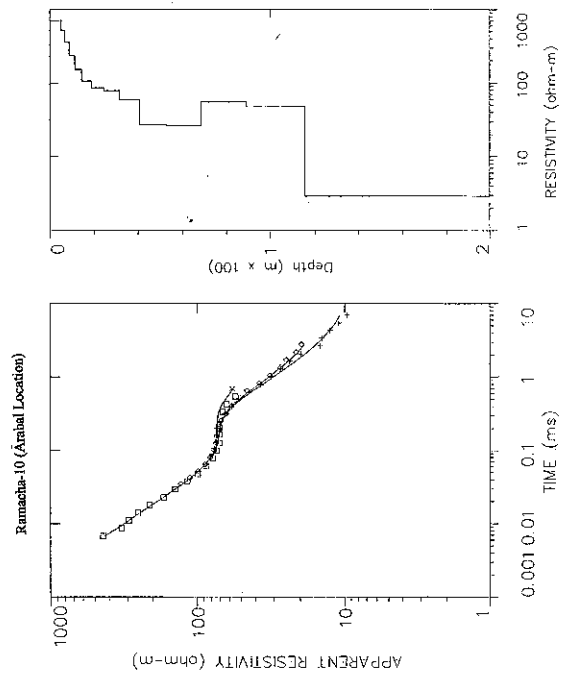 Ramacha-10 (Arabal Location)
APPARENT RESISTIVITY (ohm-m)
1000
100
10
1
0.001 0.01 0.1 1 10
TIME (ms)
Depth (m x 100)
0
1
2
1 10 100 1000
RESISTIVITY (ohm-m)